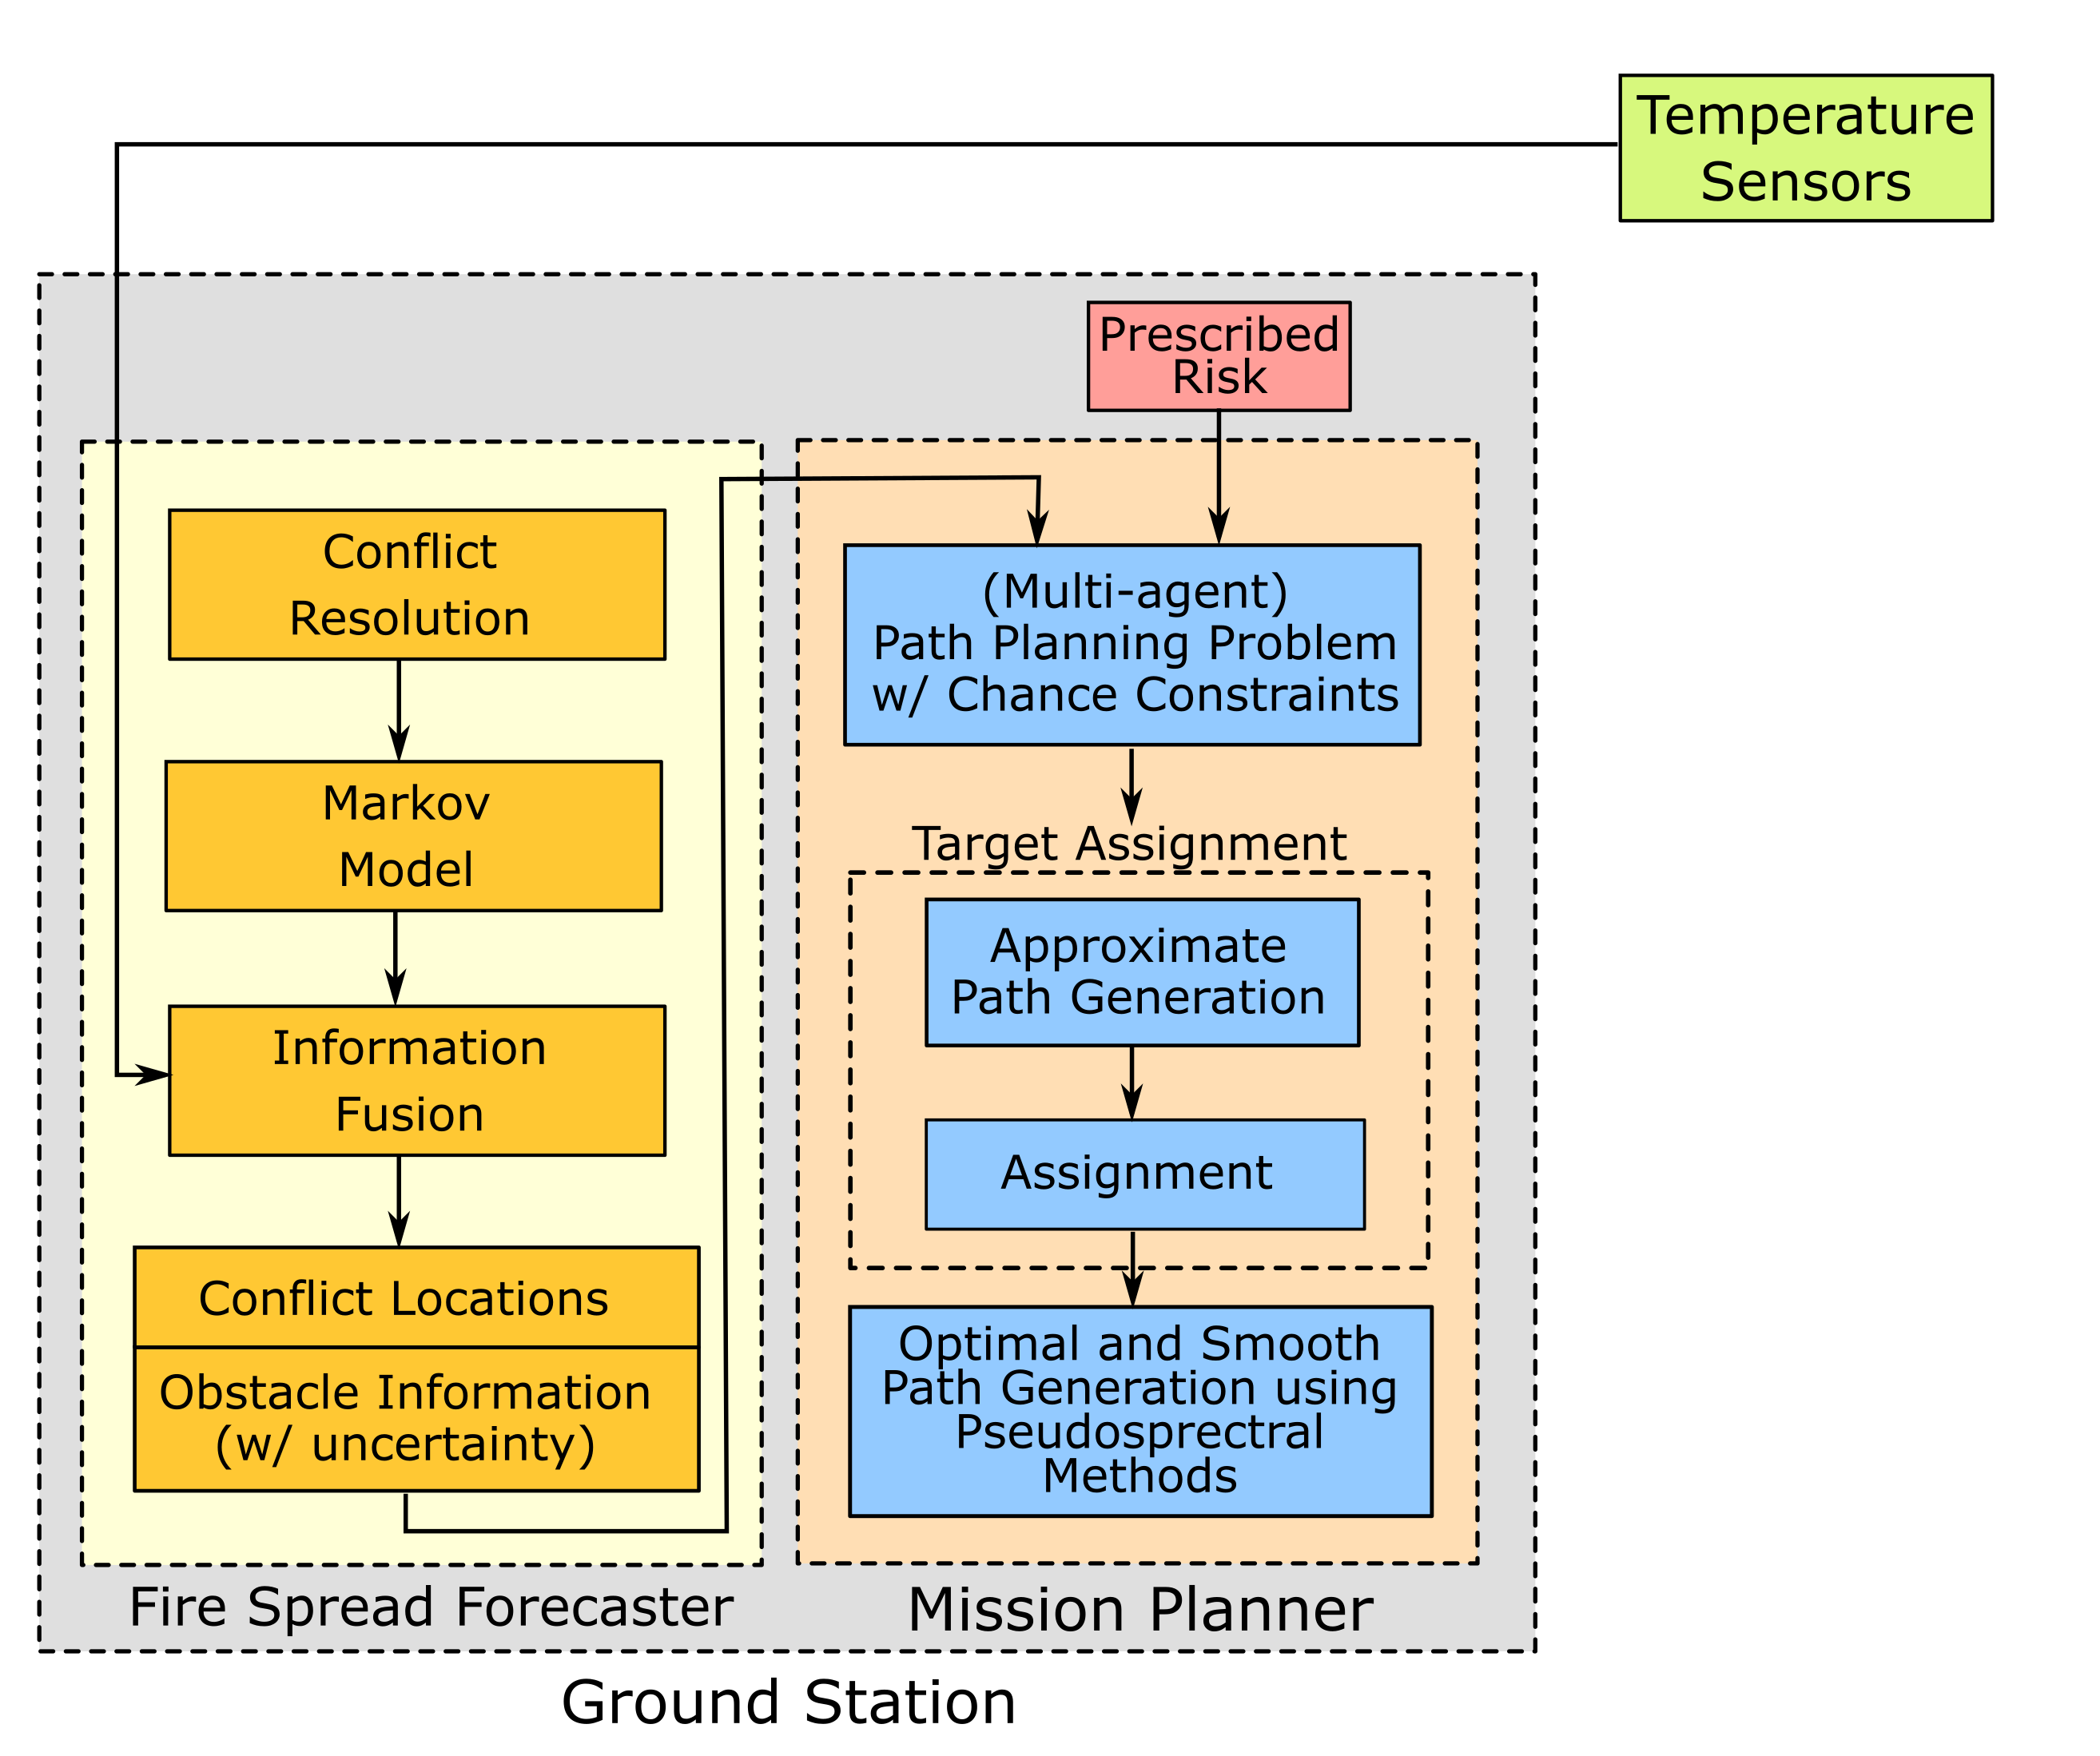 Temperature
Sensors
Prescribed
Risk
Conflict
Resolution
Markov
Model
Information
Fusion
Conflict Locations
Obstacle Information
(w/ uncertainty)
Fire Spread Forecaster
(Multi-agent)
Path Planning Problem
w/ Chance Constraints
Target Assignment
Approximate
Path Generation
Assignment
Optimal and Smooth
Path Generation using
Pseudosprectral
Methods
Mission Planner
Ground Station